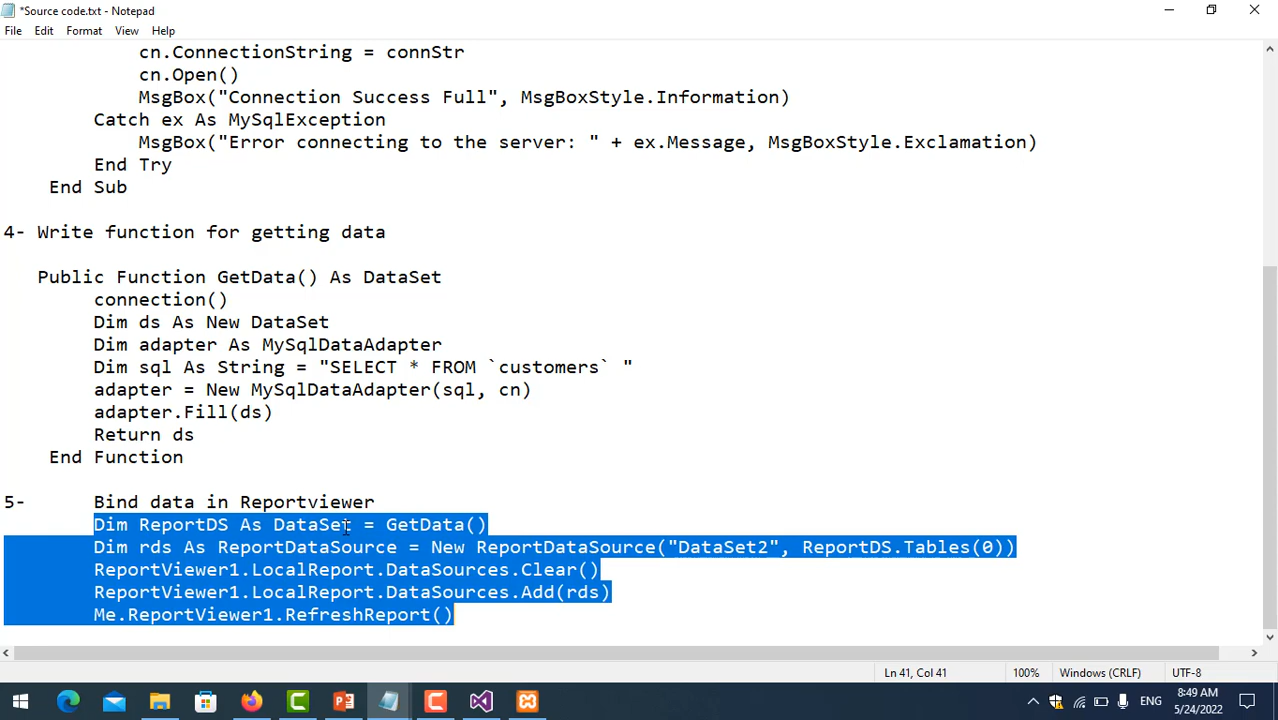 *Source code.txt - Notepad
File Edit Format View Help
cn.ConnectionString = connStr
cn.Open()
MsgBox("Connection Success Full", MsgBoxStyle.Information)
Catch ex As MySqlException
MsgBox("Error connecting to the server: " + ex.Message, MsgBoxStyle.Exclamation)
End Try
End Sub
4- Write function for getting data
Public Function GetData() As DataSet
connection()
Dim ds As New DataSet
Dim adapter As MySqlDataAdapter
Dim sql As String = "SELECT * FROM `customers` "
adapter = New MySqlDataAdapter(sql, cn)
adapter.Fill(ds)
Return ds
End Function
5- Bind data in Reportviewer
Dim ReportDS As DataSet = GetData()
Dim rds As ReportDataSource = New ReportDataSource("DataSet2", ReportDS.Tables(0))
ReportViewer1.LocalReport.DataSources.Clear()
ReportViewer1.LocalReport.DataSources.Add(rds)
Me.ReportViewer1.RefreshReport()
Ln 41, Col 41 100% Windows (CRLF) UTF-8
ENG
8:49 AM
5/24/2022